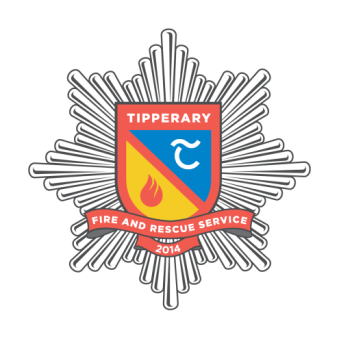 TIPPERARY
FIRE AND RESCUE SERVICE
2014